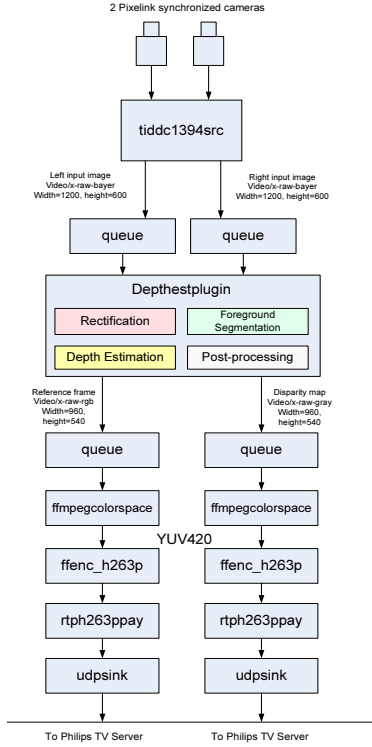 2 Pixelink synchronized cameras
tiddc1394src
Left input image
Video/x-raw-bayer
Width=1200, height=600
Right input image
Video/x-raw-bayer
Width=1200, height=600
queue
queue
Depthestplugin
Rectification
Foreground
Segmentation
Depth Estimation
Post-processing
Reference frame
Video/x-raw-rgb
Width=960,
height=540
Disparity map
Video/x-raw-gray
Width=960,
height=540
queue
queue
ffmpegcolorspace
ffmpegcolorspace
YUV420
ffenc_h263p
ffenc_h263p
rtph263ppay
rtph263ppay
udpsink
udpsink
To Philips TV Server
To Philips TV Server